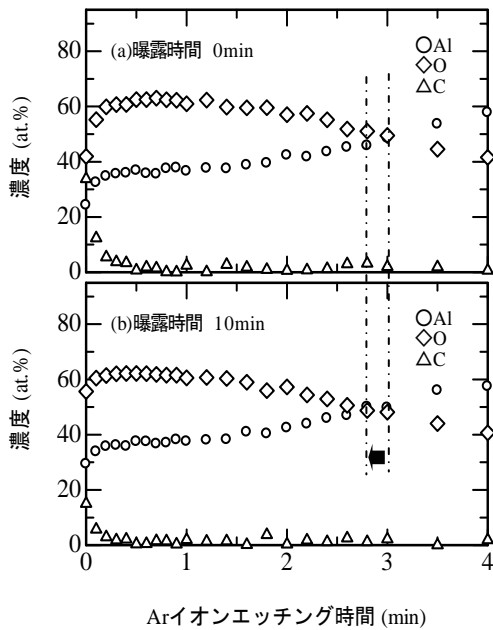 (a)曝露時間 0min
Al
O
C
80
60
40
20
0
濃度 (at.%)
(b)曝露時間 10min
Al
O
C
80
60
40
20
0
濃度 (at.%)
0 1 2 3 4
Arイオンエッチング時間 (min)